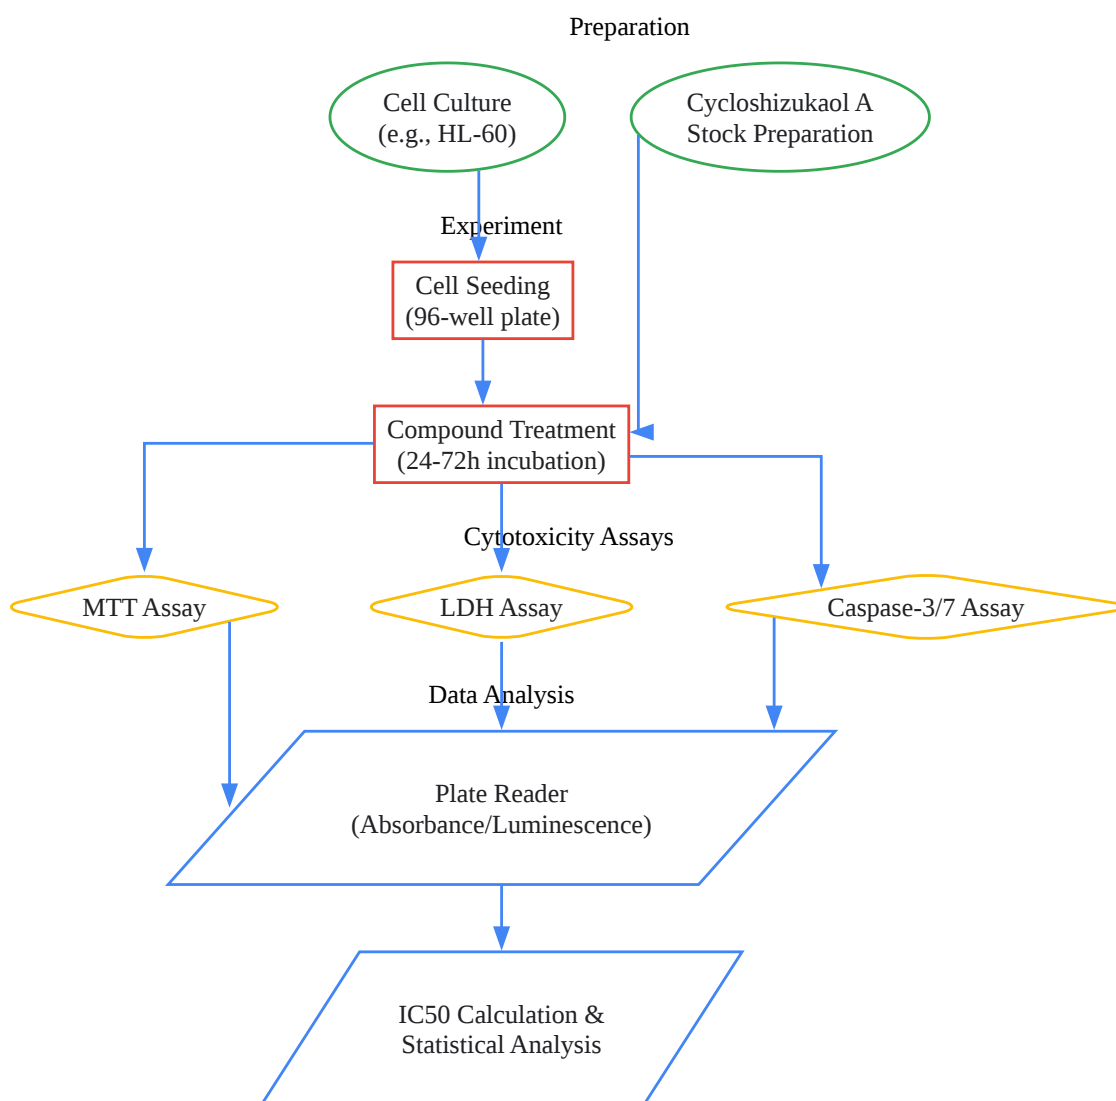 Preparation
Cell Culture
(e.g., HL-60)
Cycloshizukaol A
Stock Preparation
Experiment
Cell Seeding
(96-well plate)
Compound Treatment
(24-72h incubation)
Cytotoxicity Assays
MTT Assay
LDH Assay
Caspase-3/7 Assay
Data Analysis
Plate Reader
(Absorbance/Luminescence)
IC50 Calculation &
Statistical Analysis